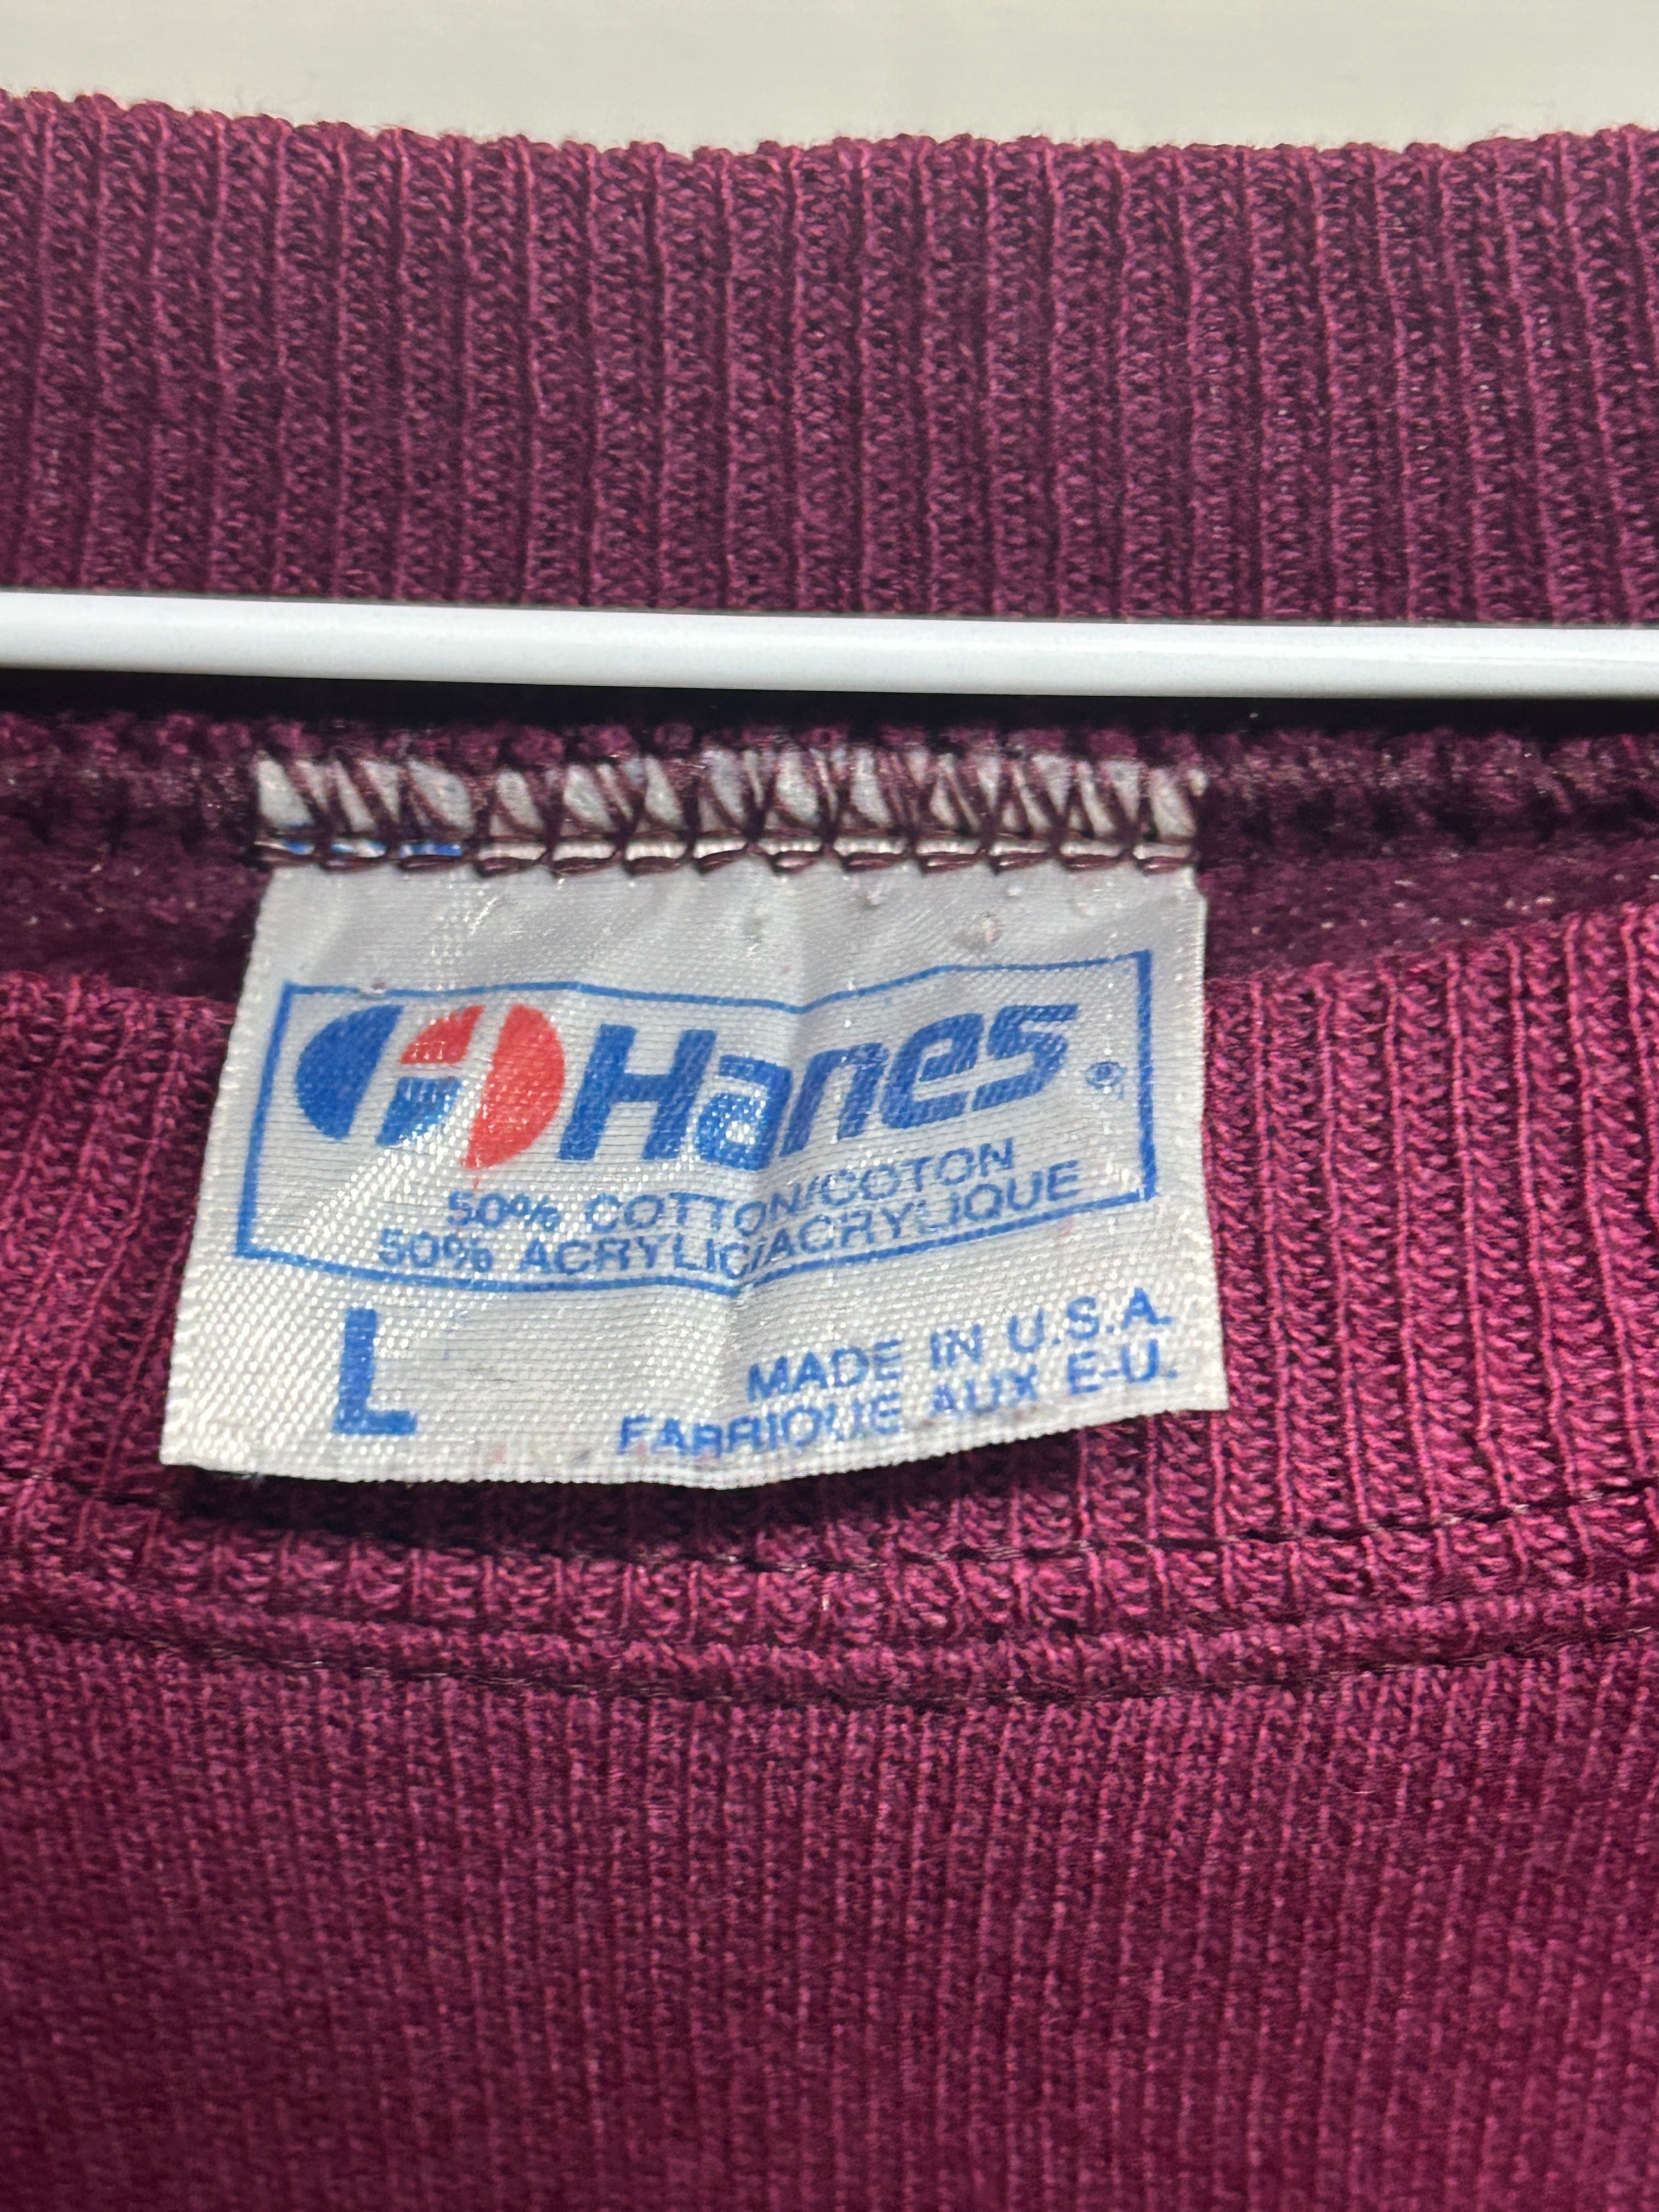 Hanes®
50% COTTON/COTON
50% ACRYLIC/ACRYLIQUE
L
MADE IN U.S.A.
FABRIQUE AUX E-U.